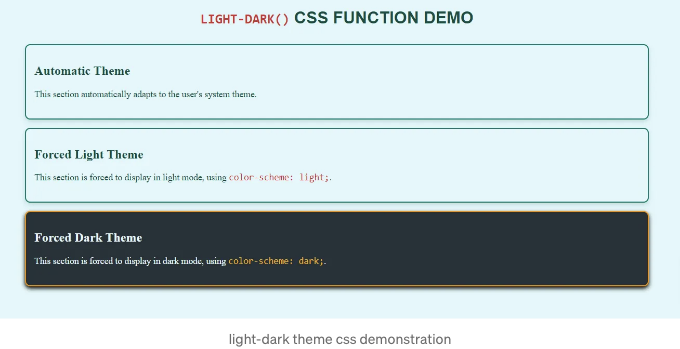 LIGHT-DARK() CSS FUNCTION DEMO
Automatic Theme
This section automatically adapts to the user's system theme.
Forced Light Theme
This section is forced to display in light mode, using color-scheme: light;.
Forced Dark Theme
This section is forced to display in dark mode, using color-scheme: dark;.
light-dark theme css demonstration